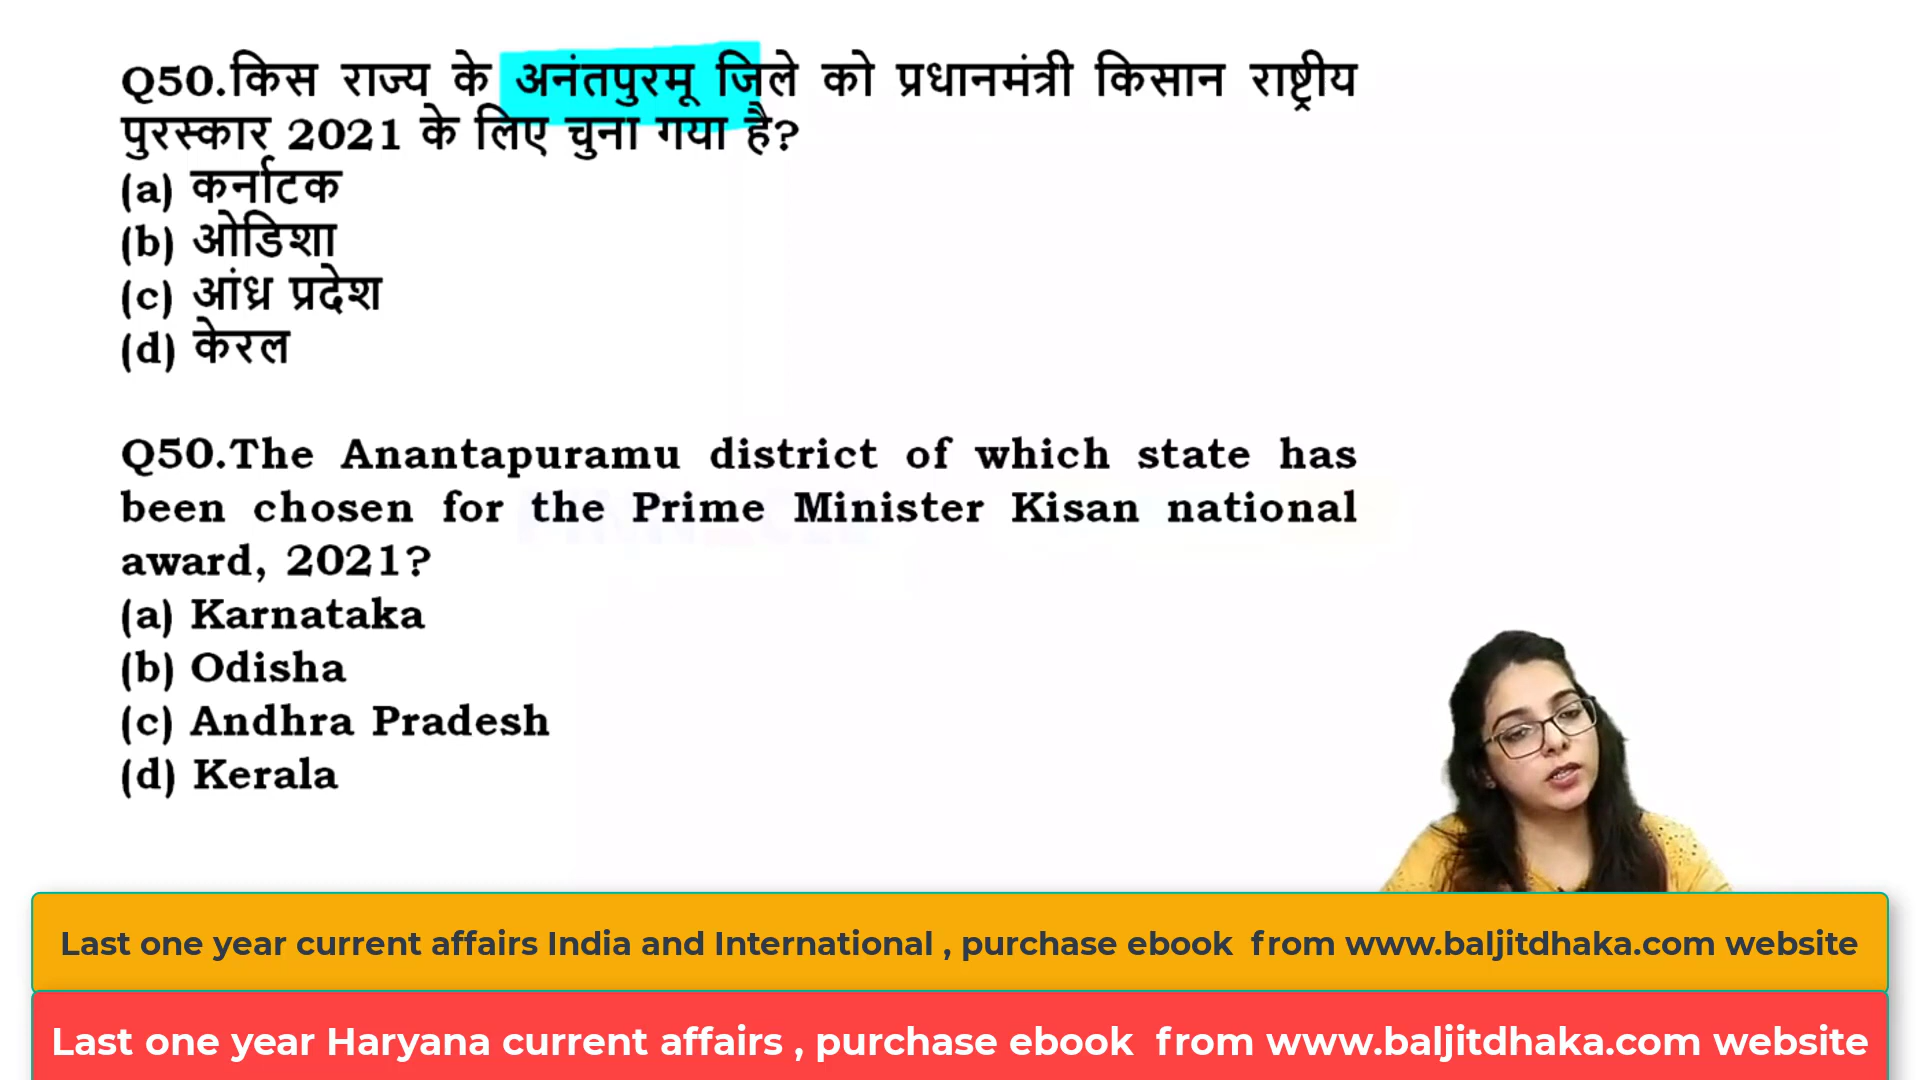 Q50.किस राज्य के अनंतपुरमू जिले को प्रधानमंत्री किसान राष्ट्रीय
पुरस्कार 2021 के लिए चुना गया है?
(a) कर्नाटक
(b) ओडिशा
(c) आंध्र प्रदेश
(d) केरल
Q50.The Anantapuramu district of which state has
been chosen for the Prime Minister Kisan national
award, 2021?
(a) Karnataka
(b) Odisha
(c) Andhra Pradesh
(d) Kerala
Last one year current affairs India and International , purchase ebook from www.baljitdhaka.com website
Last one year Haryana current affairs , purchase ebook from www.baljitdhaka.com website